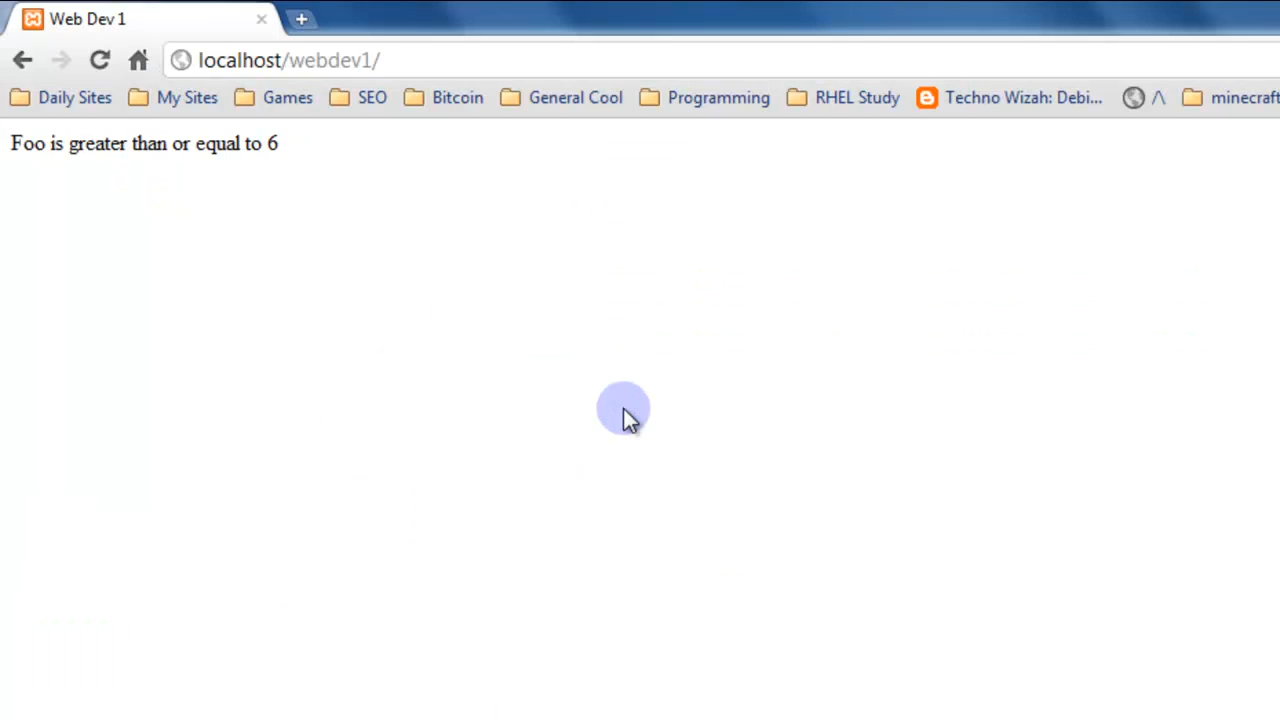 Web Dev 1
localhost/webdev1/
Daily Sites My Sites Games SEO Bitcoin General Cool Programming RHEL Study Techno Wizah: Debi... /\ minecraft
Foo is greater than or equal to 6